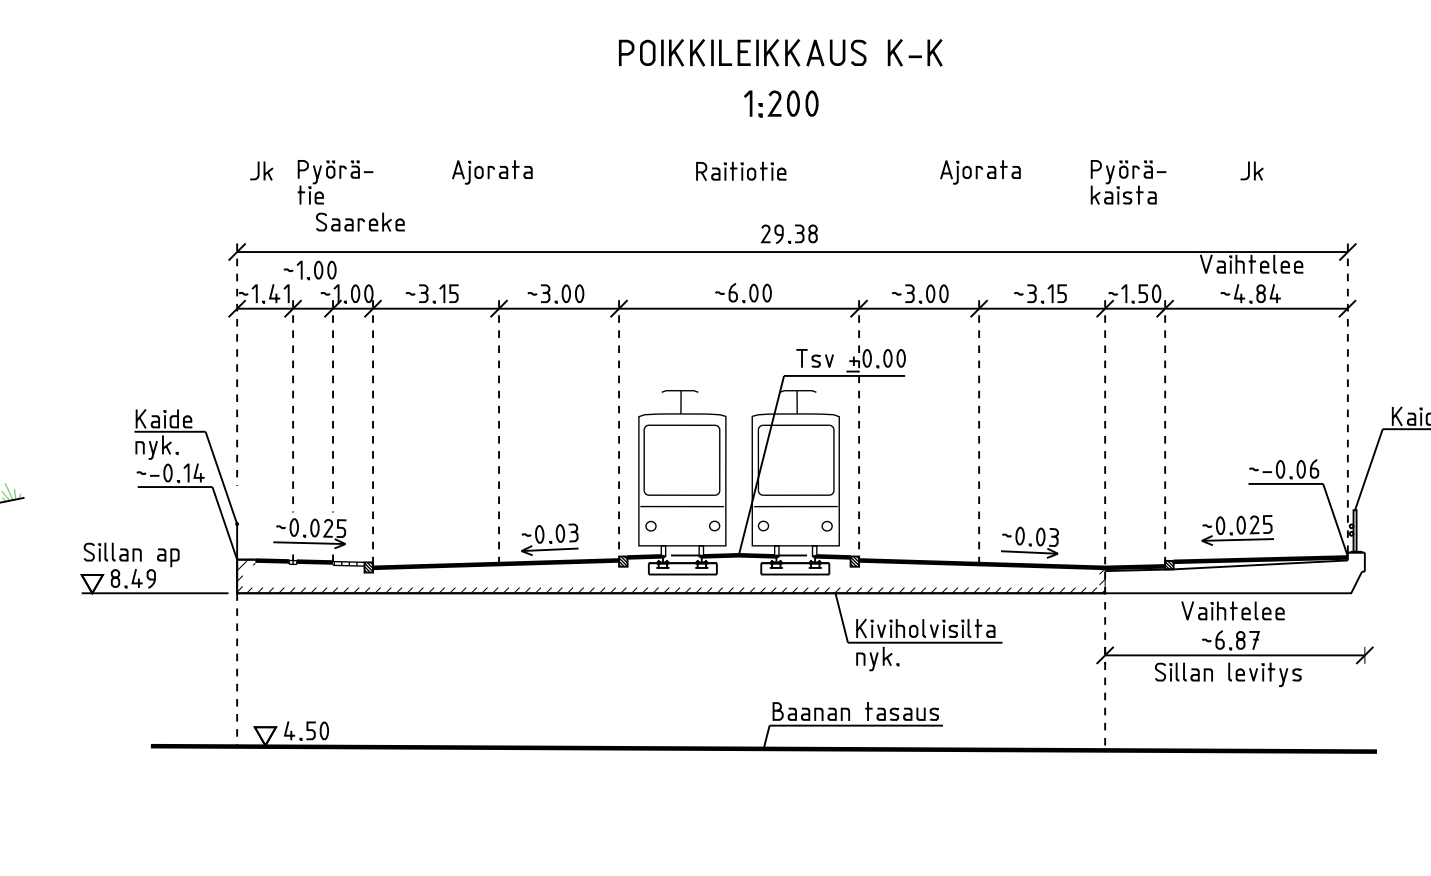 POIKKILEIKKAUS K-K
1:200
Jk
Pyörä-
tie
Saareke
Ajorata
Raitiotie
Ajorata
Pyörä-
kaista
Jk
29.38
Vaihtelee
~1.00
~1.41 ~1.00 ~3.15 ~3.00 ~6.00 ~3.00 ~3.15 ~1.50 ~4.84
Tsv ±0.00
Kaide
nyk.
~-0.14
Kaid
~-0.06
~0.025
~0.03
~0.03
~0.025
Sillan ap
8.49
Kiviholvisilta
nyk.
Vaihtelee
~6.87
Sillan levitys
Baanan tasaus
4.50